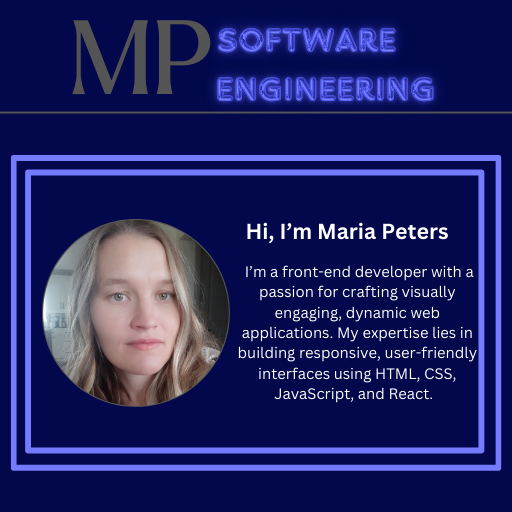 MP SOFTWARE
ENGINEERING
Hi, I’m Maria Peters
I’m a front-end developer with a
passion for crafting visually
engaging, dynamic web
applications. My expertise lies in
building responsive, user-friendly
interfaces using HTML, CSS,
JavaScript, and React.